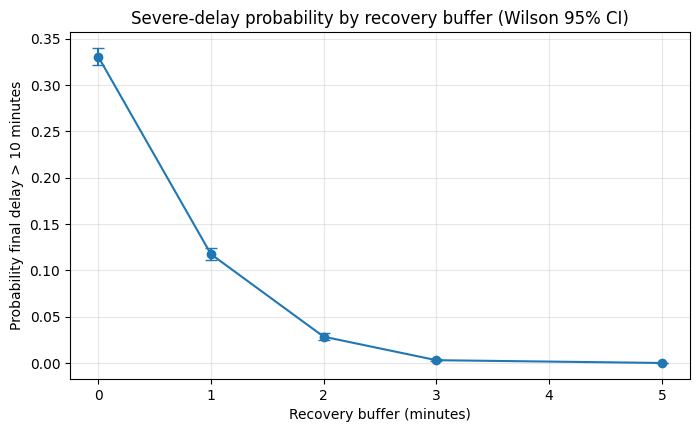 Severe-delay probability by recovery buffer (Wilson 95% CI)
Probability final delay > 10 minutes
0.35
0.30
0.25
0.20
0.15
0.10
0.05
0.00
0 1 2 3 4 5
Recovery buffer (minutes)